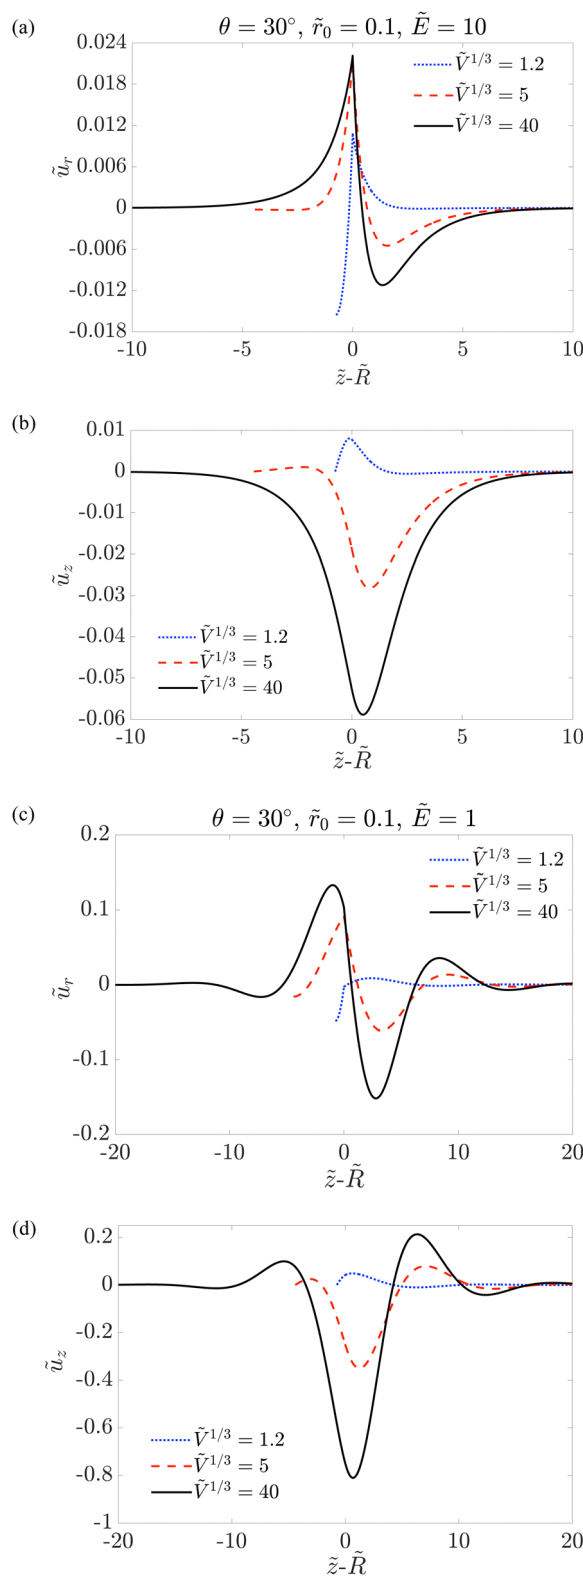 (a)
θ = 30°, r̃₀ = 0.1, Ẽ = 10
0.024
0.018
0.012
0.006
0
-0.006
-0.012
-0.018
ũᵣ
Ṽ^{1/3} = 1.2
Ṽ^{1/3} = 5
Ṽ^{1/3} = 40
-10 -5 0 5 10
z̃-R̃
(b)
0.01
0
-0.01
-0.02
-0.03
-0.04
-0.05
-0.06
ũ_z
Ṽ^{1/3} = 1.2
Ṽ^{1/3} = 5
Ṽ^{1/3} = 40
-10 -5 0 5 10
z̃-R̃
(c)
θ = 30°, r̃₀ = 0.1, Ẽ = 1
0.2
0.1
0
-0.1
-0.2
ũᵣ
Ṽ^{1/3} = 1.2
Ṽ^{1/3} = 5
Ṽ^{1/3} = 40
-20 -10 0 10 20
z̃-R̃
(d)
0.2
0
-0.2
-0.4
-0.6
-0.8
-1
ũ_z
Ṽ^{1/3} = 1.2
Ṽ^{1/3} = 5
Ṽ^{1/3} = 40
-20 -10 0 10 20
z̃-R̃